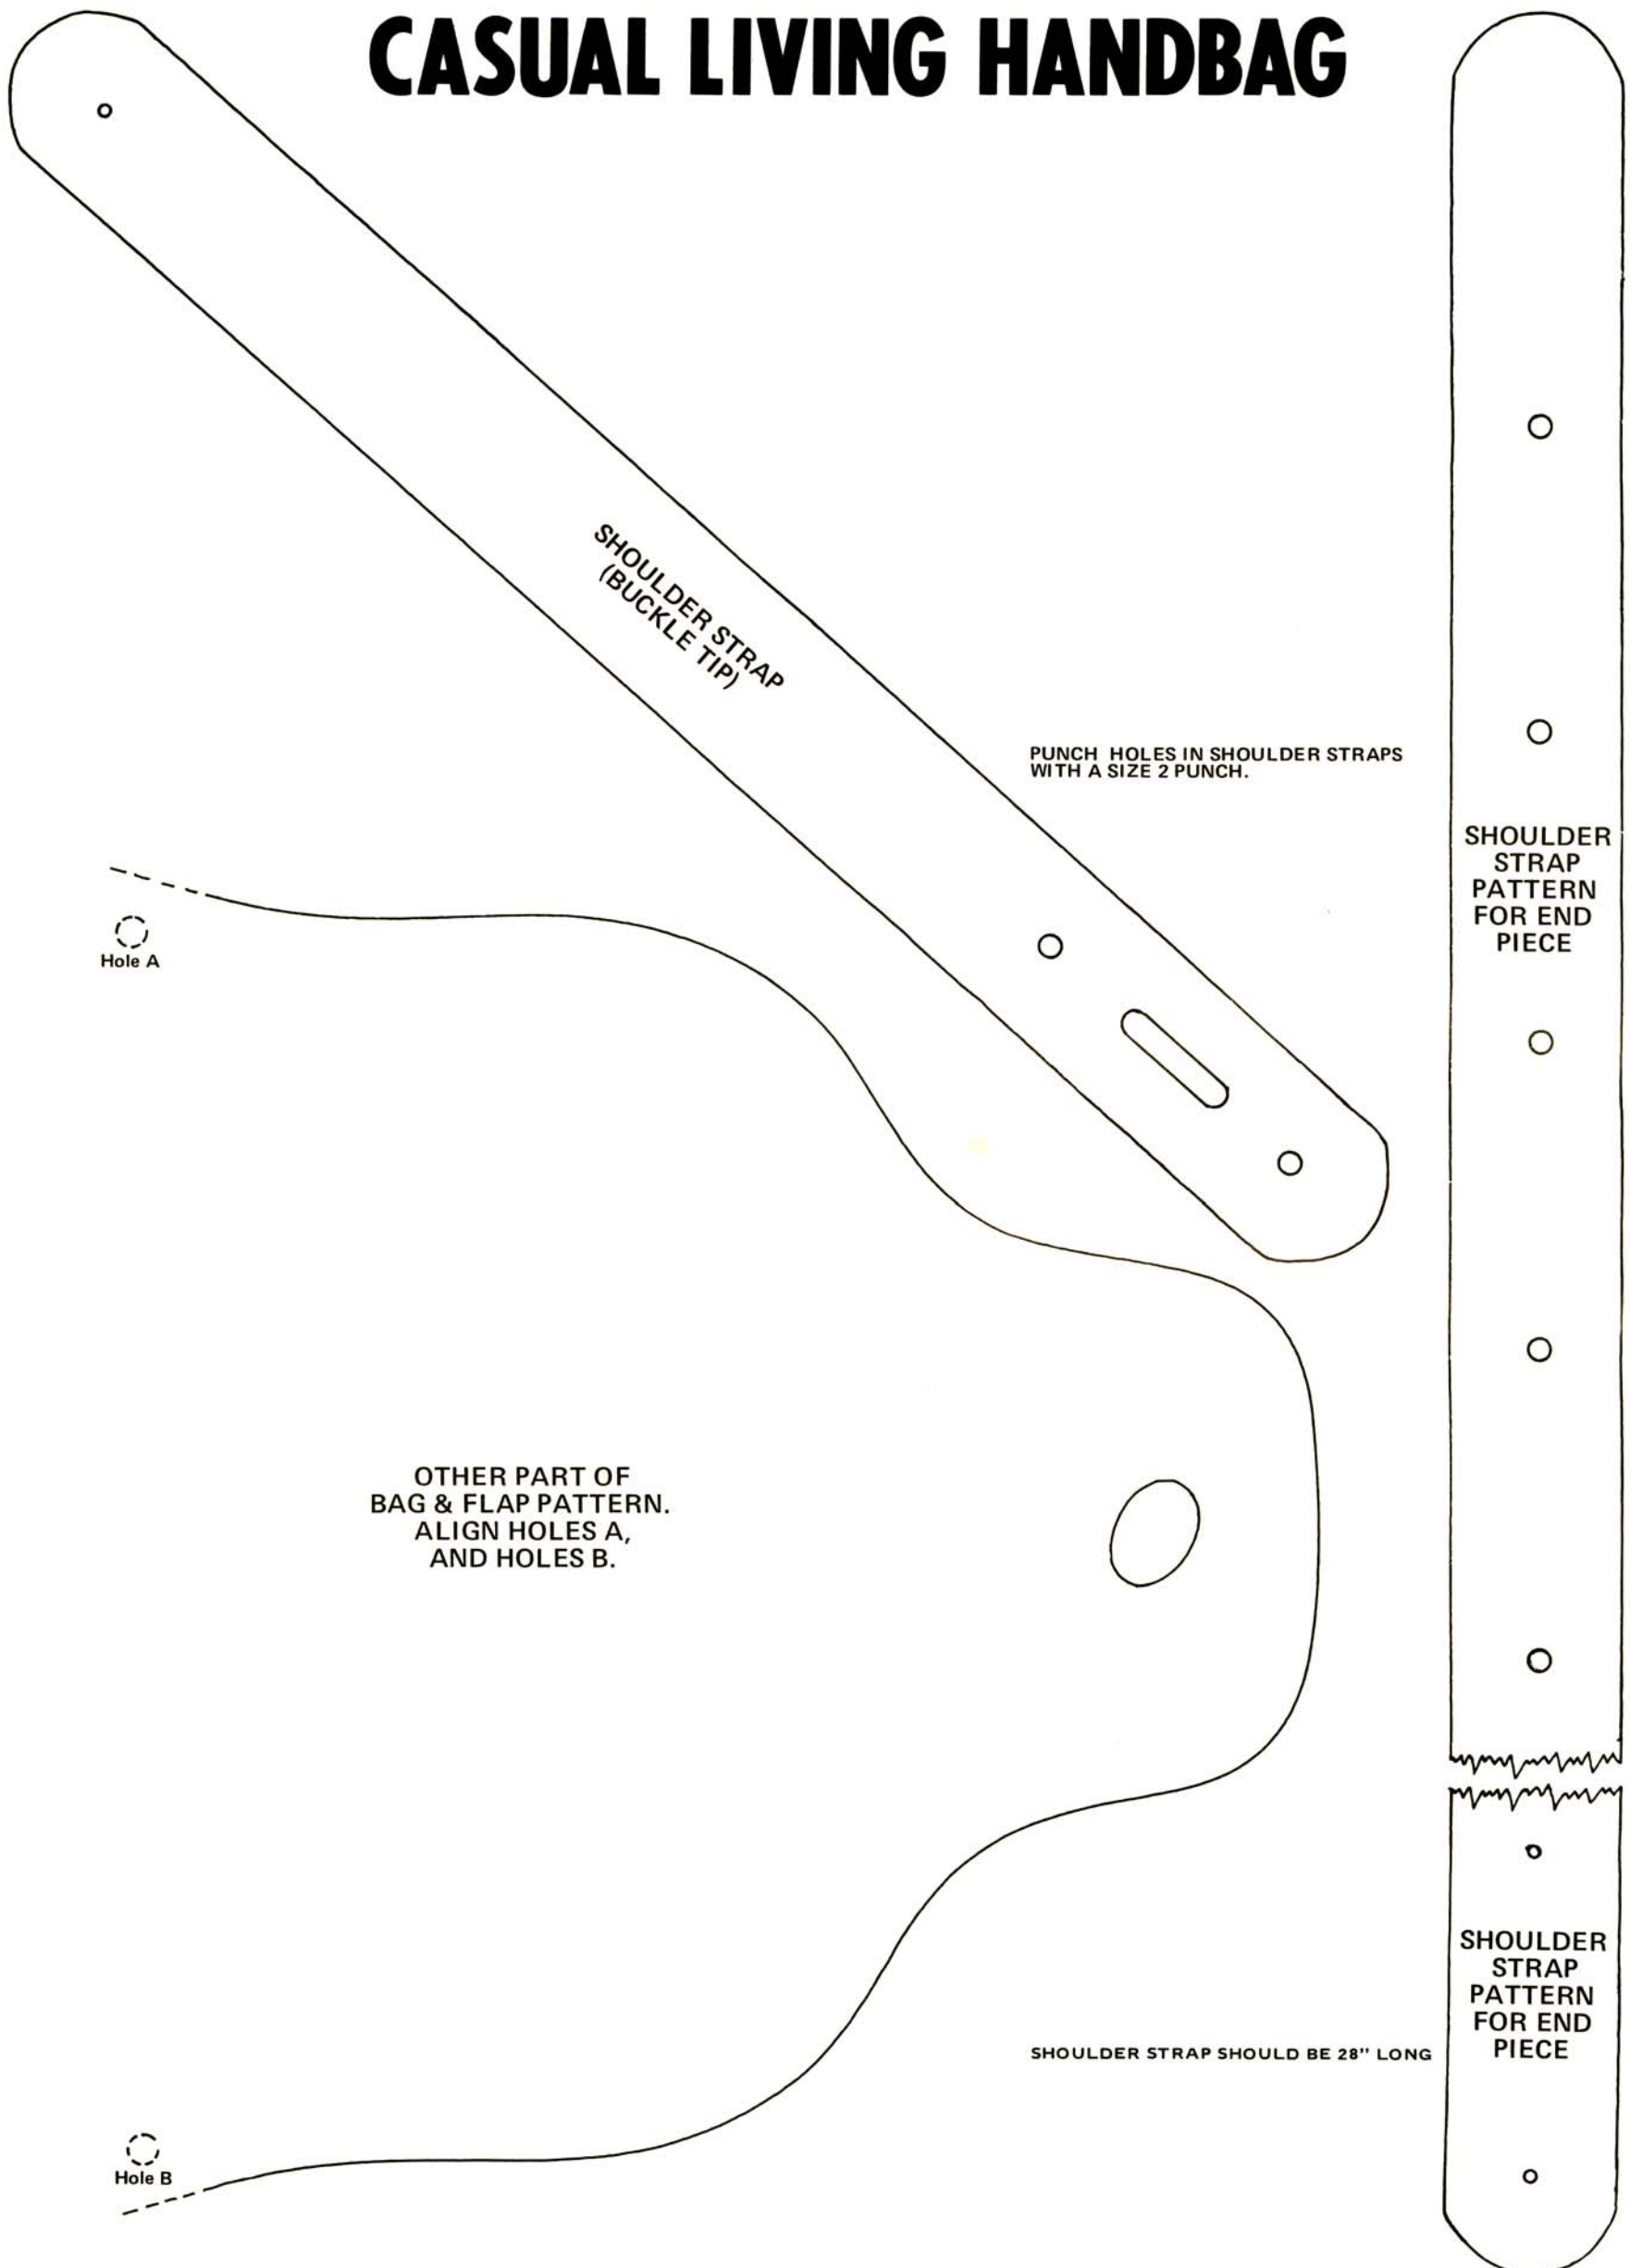 CASUAL LIVING HANDBAG
SHOULDER STRAP
(BUCKLE TIP)
PUNCH HOLES IN SHOULDER STRAPS
WITH A SIZE 2 PUNCH.
SHOULDER
STRAP
PATTERN
FOR END
PIECE
Hole A
OTHER PART OF
BAG & FLAP PATTERN.
ALIGN HOLES A,
AND HOLES B.
SHOULDER
STRAP
PATTERN
FOR END
PIECE
SHOULDER STRAP SHOULD BE 28" LONG
Hole B